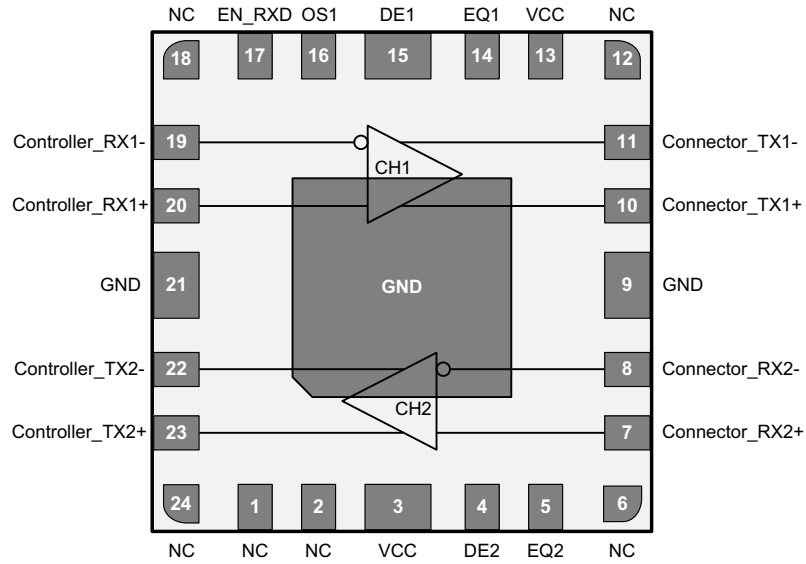 NC EN_RXD OS1 DE1 EQ1 VCC NC
18 17 16 15 14 13 12
Controller_RX1- 19 11 Connector_TX1-
CH1
Controller_RX1+ 20 10 Connector_TX1+
GND 21 GND 9 GND
Controller_TX2- 22 8 Connector_RX2-
CH2
Controller_TX2+ 23 7 Connector_RX2+
24 1 2 3 4 5 6
NC NC NC VCC DE2 EQ2 NC